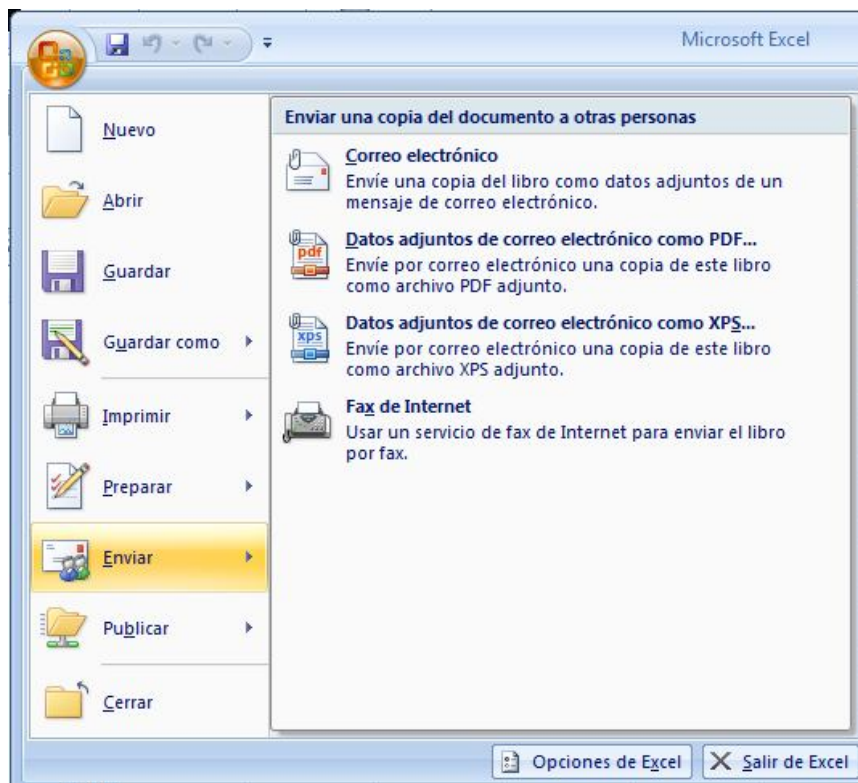 Microsoft Excel
Nuevo
Abrir
Guardar
Guardar como
Imprimir
Preparar
Enviar
Publicar
Cerrar
Enviar una copia del documento a otras personas
Correo electrónico
Envíe una copia del libro como datos adjuntos de un
mensaje de correo electrónico.
pdf
Datos adjuntos de correo electrónico como PDF...
Envíe por correo electrónico una copia de este libro
como archivo PDF adjunto.
xps
Datos adjuntos de correo electrónico como XPS...
Envíe por correo electrónico una copia de este libro
como archivo XPS adjunto.
Fax de Internet
Usar un servicio de fax de Internet para enviar el libro
por fax.
Opciones de Excel
Salir de Excel